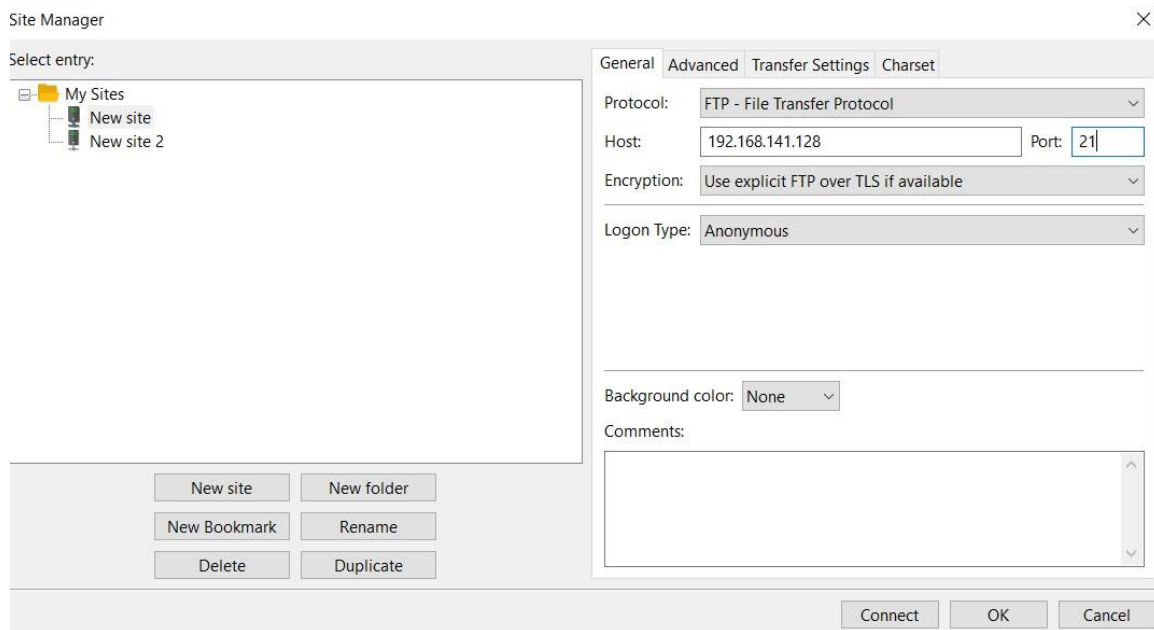 Site Manager
Select entry:
My Sites
New site
New site 2
New site
New folder
New Bookmark
Rename
Delete
Duplicate
General Advanced Transfer Settings Charset
Protocol: FTP - File Transfer Protocol
Host: 192.168.141.128 Port: 21
Encryption: Use explicit FTP over TLS if available
Logon Type: Anonymous
Background color: None
Comments:
Connect OK Cancel